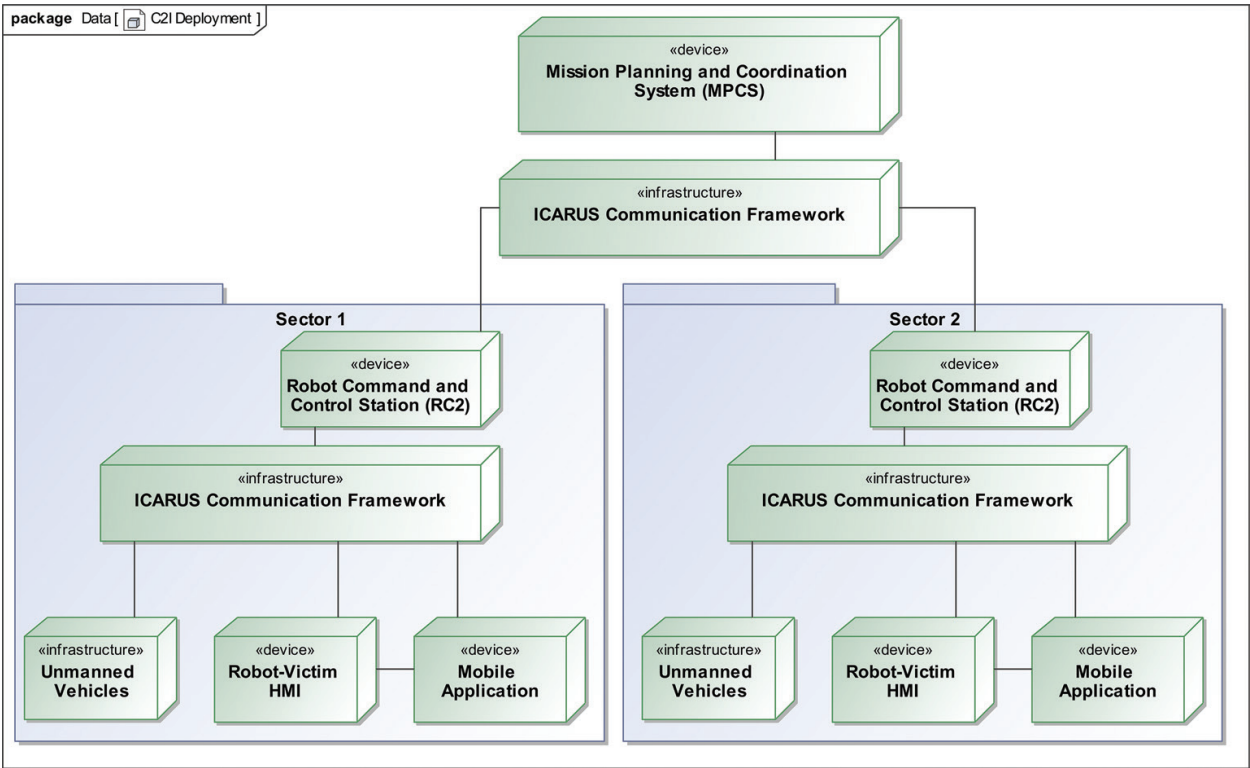 package Data [ C2I Deployment ]
«device»
Mission Planning and Coordination
System (MPCS)
«infrastructure»
ICARUS Communication Framework
Sector 1
«device»
Robot Command and
Control Station (RC2)
«infrastructure»
ICARUS Communication Framework
«infrastructure»
Unmanned
Vehicles
«device»
Robot-Victim
HMI
«device»
Mobile
Application
Sector 2
«device»
Robot Command and
Control Station (RC2)
«infrastructure»
ICARUS Communication Framework
«infrastructure»
Unmanned
Vehicles
«device»
Robot-Victim
HMI
«device»
Mobile
Application